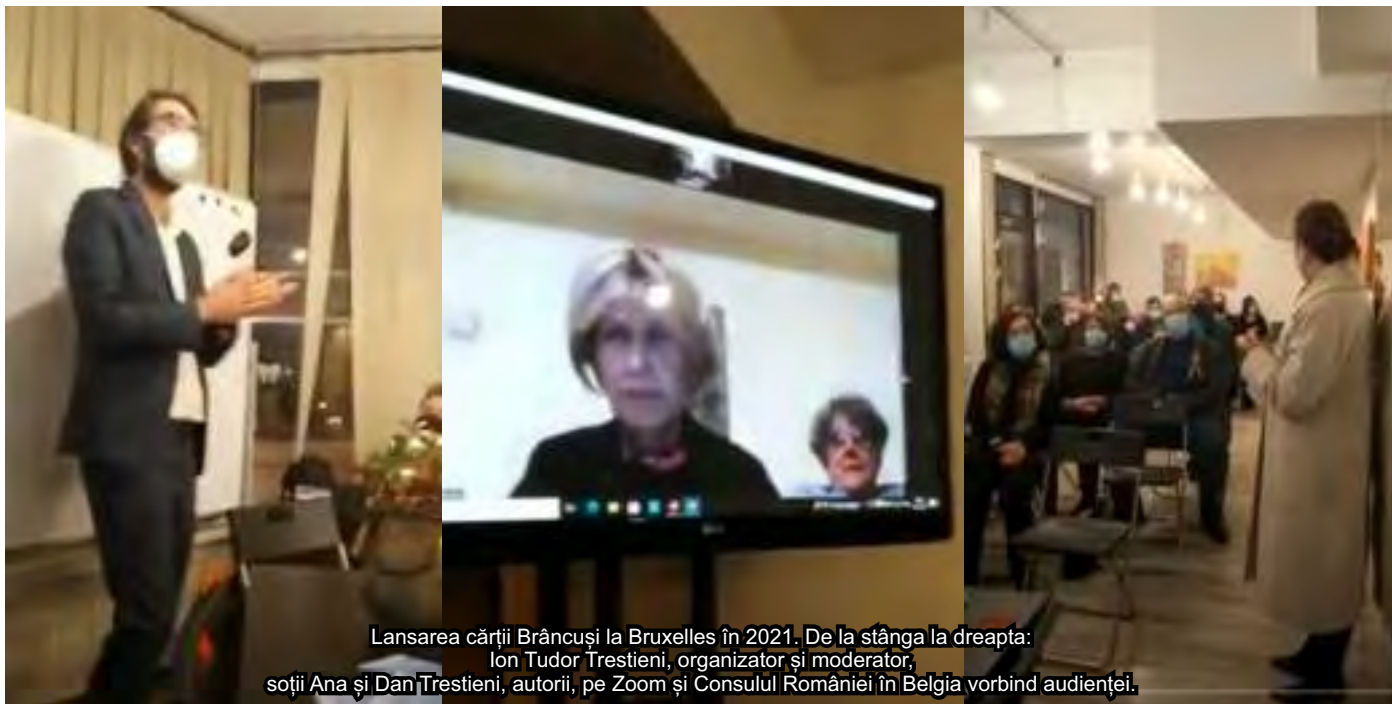 Lansarea cărții Brâncuși la Bruxelles în 2021. De la stânga la dreapta:
Ion Tudor Trestieni, organizator și moderator,
soții Ana și Dan Trestieni, autorii, pe Zoom și Consulul României în Belgia vorbind audienței.